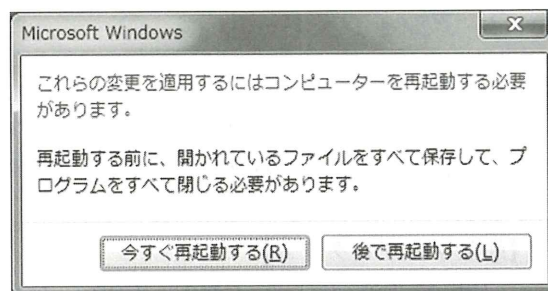 Microsoft Windows
これらの変更を適用するにはコンピューターを再起動する必要
があります。
再起動する前に、開かれているファイルをすべて保存して、プ
ログラムをすべて閉じる必要があります。
今すぐ再起動する(R)
後で再起動する(L)